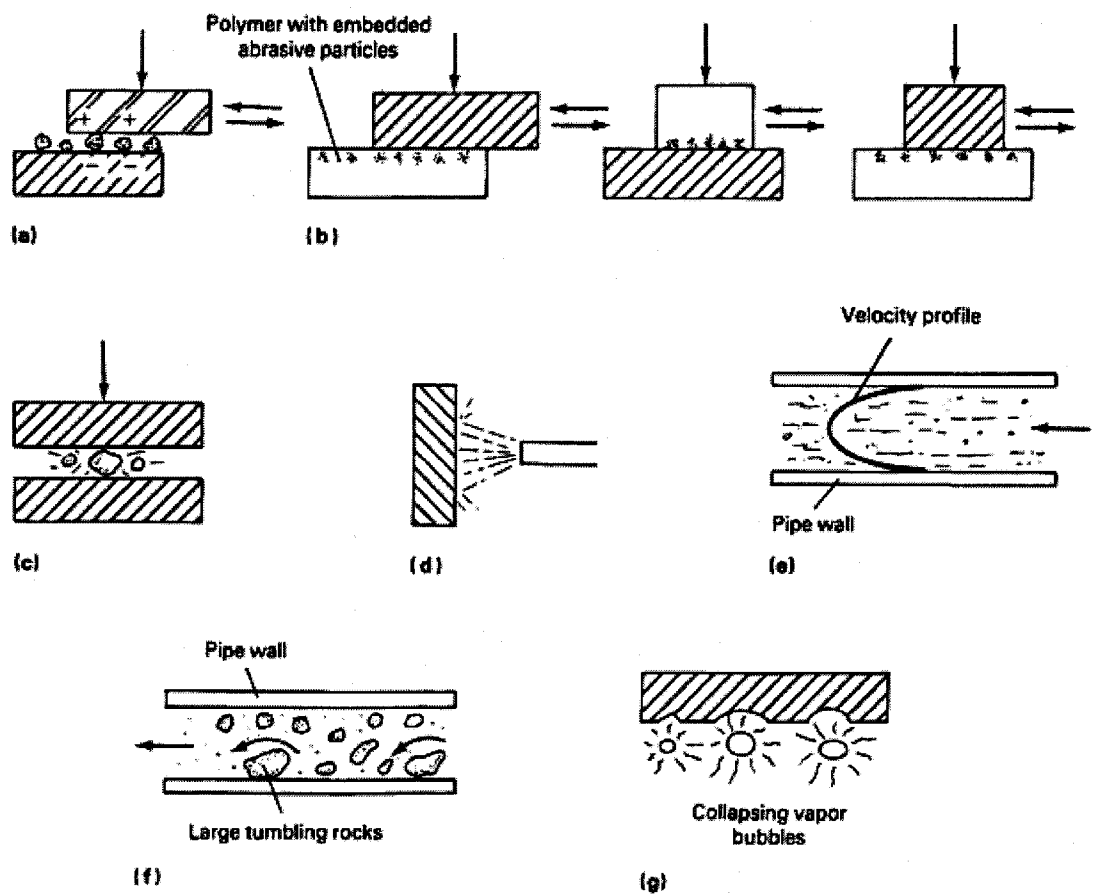 Polymer with embedded
abrasive particles
+ +
- -
(a)
(b)
Velocity profile
Pipe wall
(c)
(d)
(e)
Pipe wall
Large tumbling rocks
Collapsing vapor
bubbles
(f)
(g)